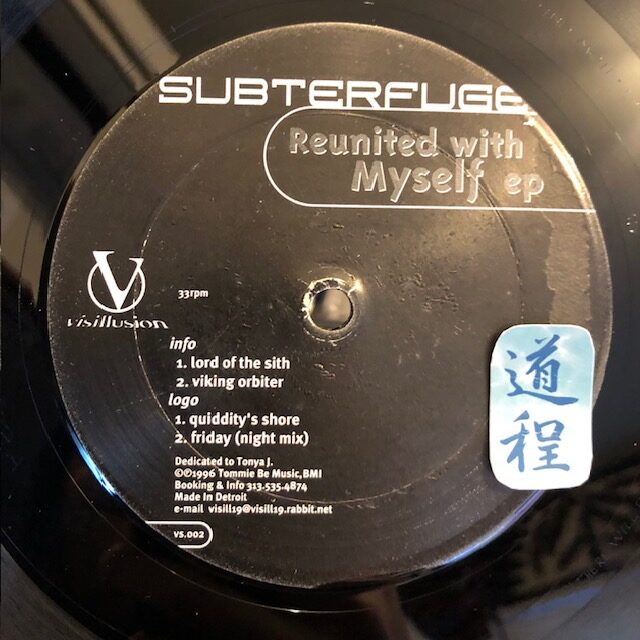 SUBTERFUGE
Reunited with
Myself ep
V
visillusion
33rpm
info
1. lord of the sith
2. viking orbiter
logo
1. quiddity's shore
2. friday (night mix)
Dedicated to Tonya J.
©©1996 Tommie Be Music,BMI
Booking & Info 313.535.4874
Made In Detroit
e-mail visill19@visill19.rabbit.net
vs.002
道
程